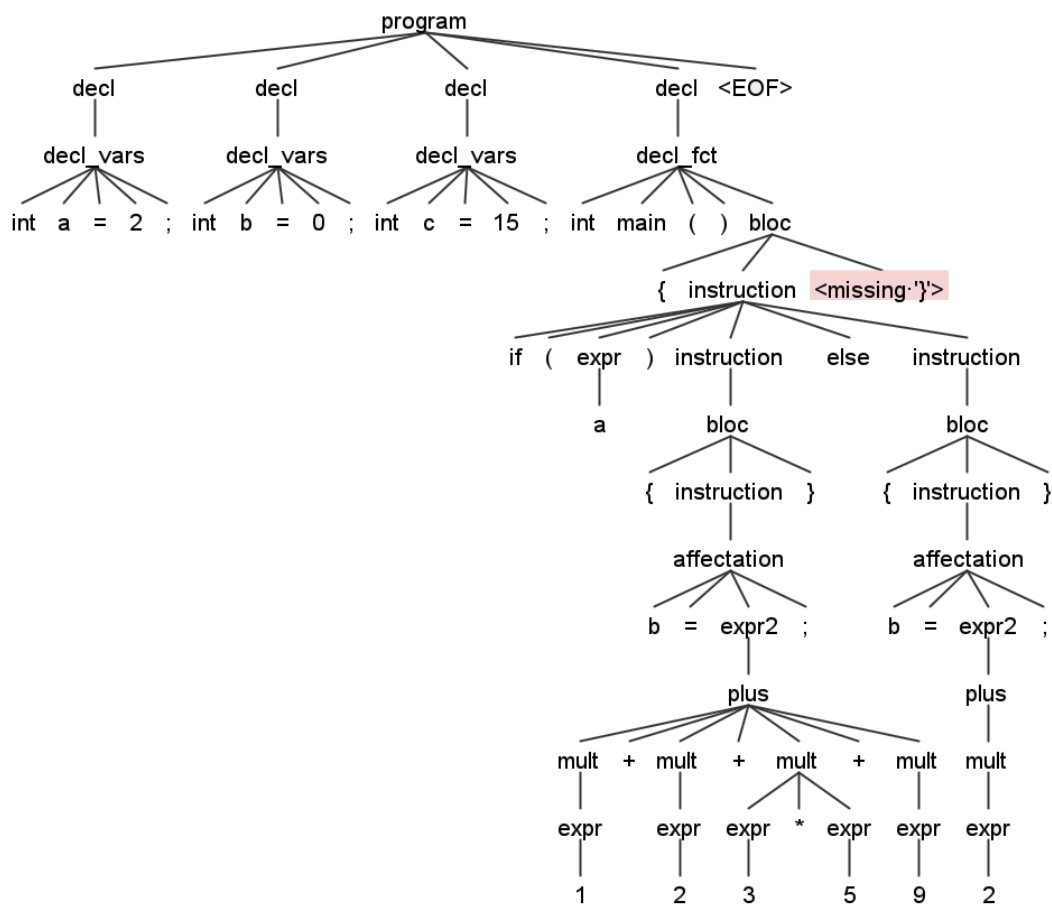 program
decl decl decl decl <EOF>
decl_vars decl_vars decl_vars decl_fct
int a = 2 ; int b = 0 ; int c = 15 ; int main ( ) bloc
{ instruction <missing·'}'>
if ( expr ) instruction else instruction
a bloc bloc
{ instruction } { instruction }
affectation affectation
b = expr2 ; b = expr2 ;
plus plus
mult + mult + mult + mult mult
expr expr expr * expr expr expr
1 2 3 5 9 2